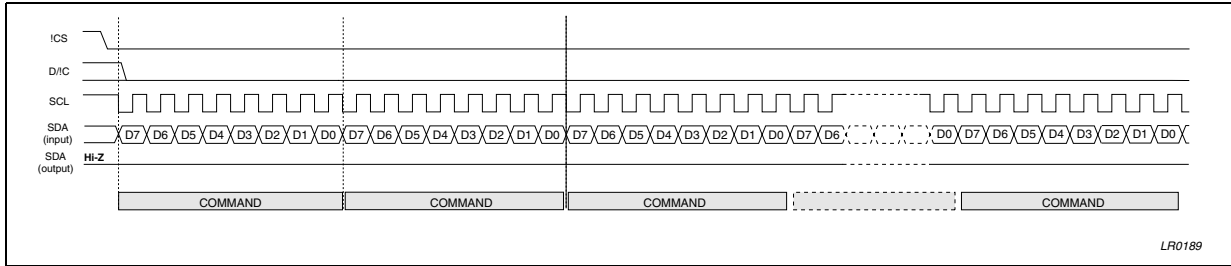 !CS
D/!C
SCL
SDA (input) D7 D6 D5 D4 D3 D2 D1 D0 D7 D6 D5 D4 D3 D2 D1 D0 D7 D6 D5 D4 D3 D2 D1 D0 D7 D6 D0 D7 D6 D5 D4 D3 D2 D1 D0
SDA (output) Hi-Z
COMMAND COMMAND COMMAND COMMAND
LR0189